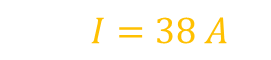 I = 38 A